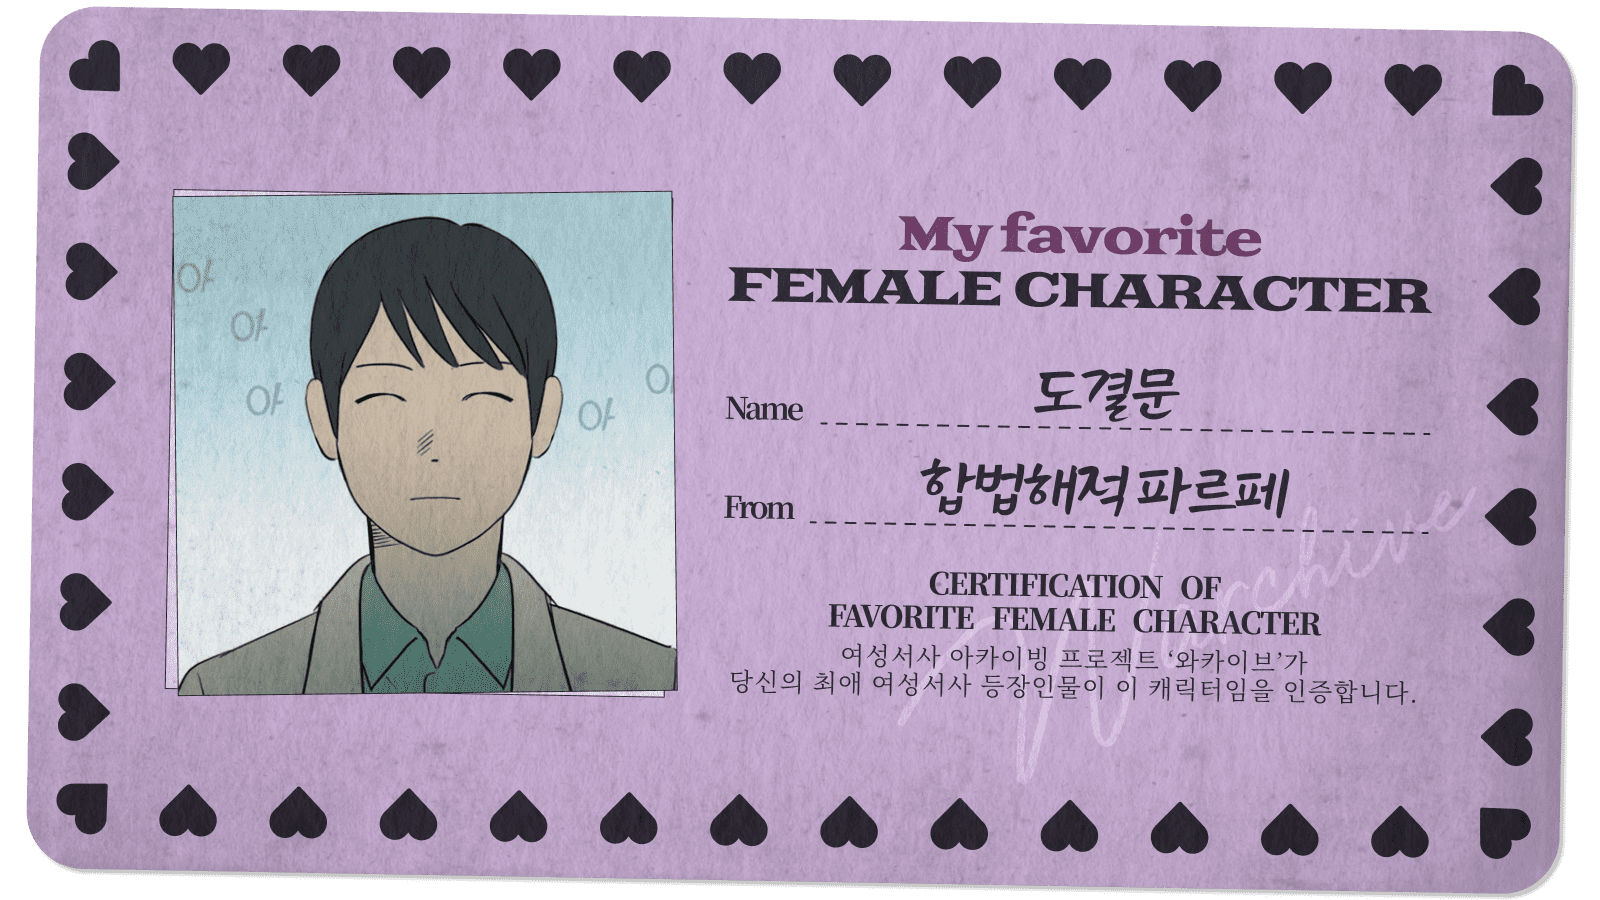 My favorite
FEMALE CHARACTER
Name 도결문
From 합법해적 파르페
CERTIFICATION OF
FAVORITE FEMALE CHARACTER
여성서사 아카이빙 프로젝트 ‘와카이브’가
당신의 최애 여성서사 등장인물이 이 캐릭터임을 인증합니다.
Warchive
아
아
아
아